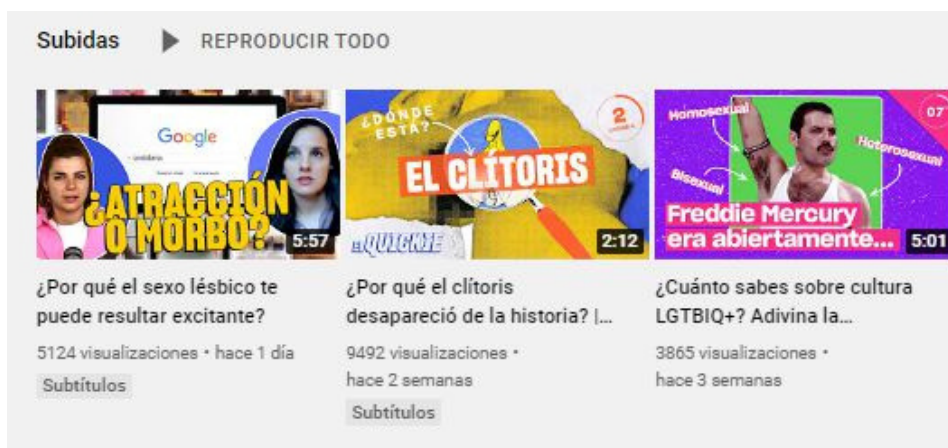 Subidas ▶ REPRODUCIR TODO
Google
¿ATRACCIÓN
O MORBO?
5:57
¿DÓNDE
ESTÁ?
2
EL CLÍTORIS
EL QUICKIE
2:12
Homosexual
07
Heterosexual
Bisexual
Freddie Mercury
era abiertamente...
5:01
¿Por qué el sexo lésbico te
puede resultar excitante?
5124 visualizaciones • hace 1 día
Subtítulos
¿Por qué el clítoris
desapareció de la historia? |...
9492 visualizaciones •
hace 2 semanas
Subtítulos
¿Cuánto sabes sobre cultura
LGTBIQ+? Adivina la...
3865 visualizaciones •
hace 3 semanas